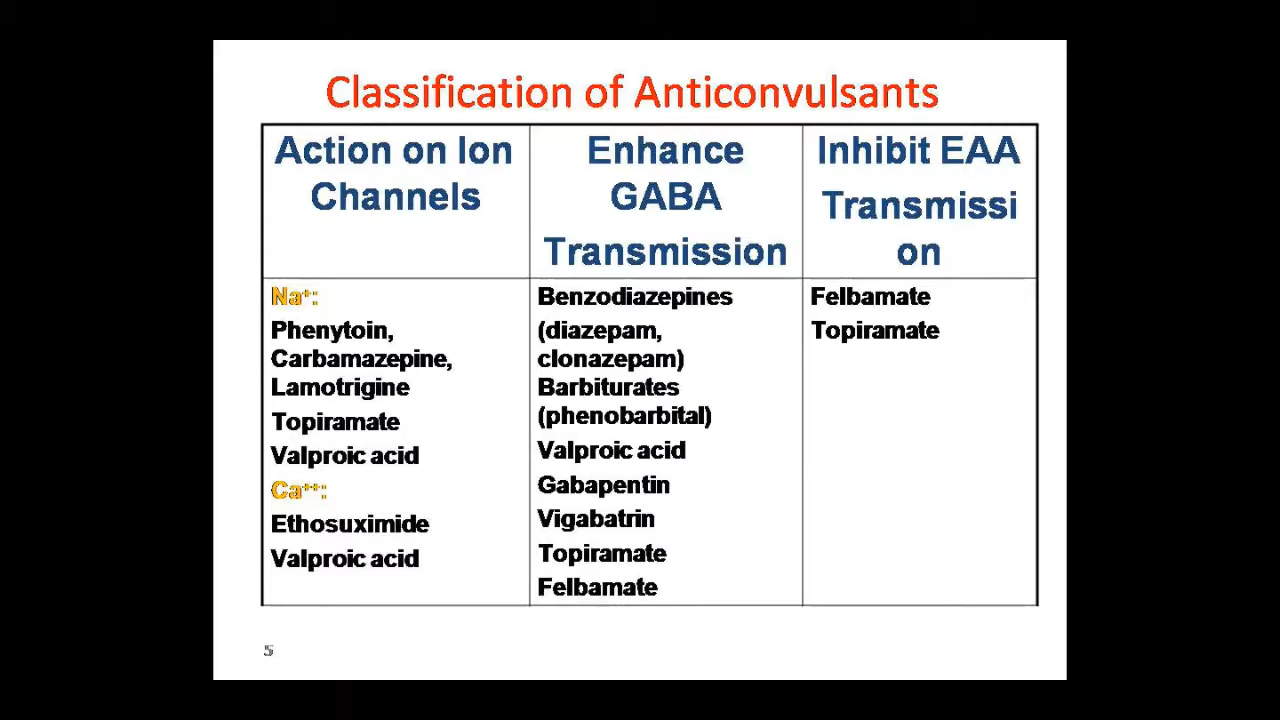 Classification of Anticonvulsants
Action on Ion
Channels
Enhance
GABA
Transmission
Inhibit EAA
Transmissi
on
Na⁺:
Phenytoin,
Carbamazepine,
Lamotrigine
Topiramate
Valproic acid
Ca⁺⁺:
Ethosuximide
Valproic acid
Benzodiazepines
(diazepam,
clonazepam)
Barbiturates
(phenobarbital)
Valproic acid
Gabapentin
Vigabatrin
Topiramate
Felbamate
Felbamate
Topiramate
5